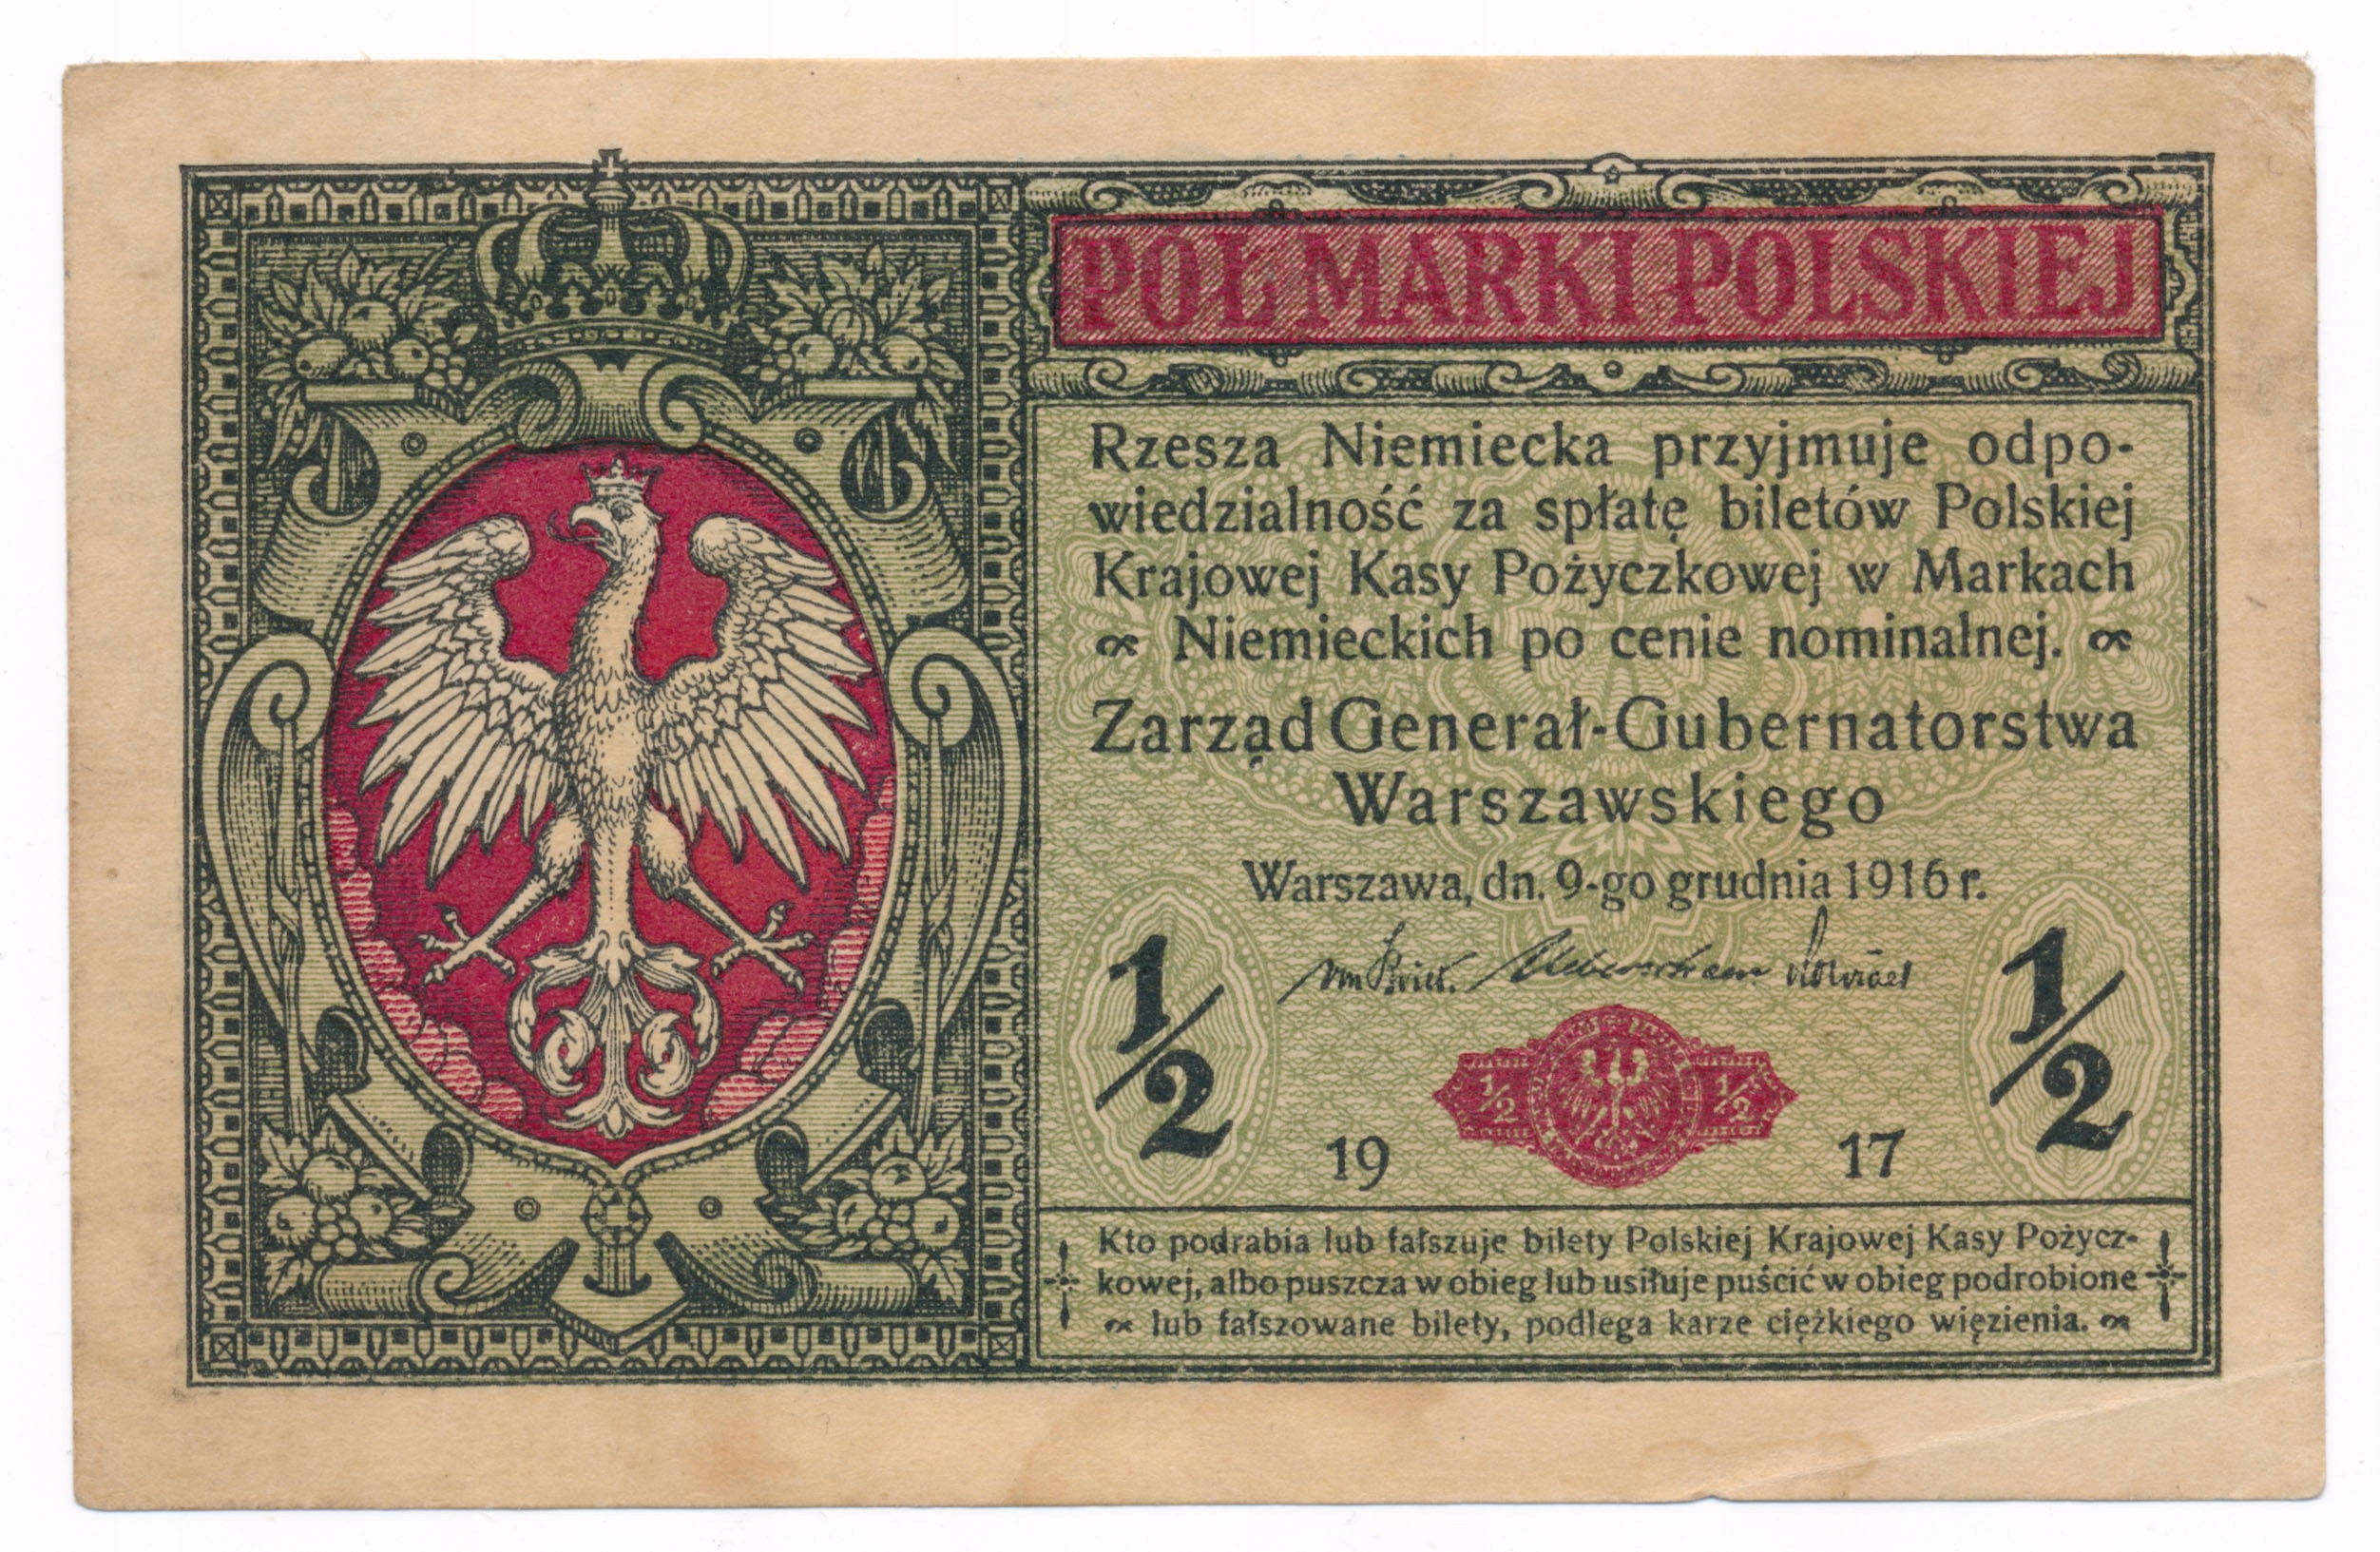 PÓŁ MARKI POLSKIEJ
Rzesza Niemiecka przyjmuje odpo-
wiedzialność za spłatę biletów Polskiej
Krajowej Kasy Pożyczkowej w Markach
Niemieckich po cenie nominalnej.
Zarząd Generał-Gubernatorstwa
Warszawskiego
Warszawa, dn. 9-go grudnia 1916 r.
1/2 1/2
1/2 1/2
19 17
Kto podrabia lub fałszuje bilety Polskiej Krajowej Kasy Pożycz-
kowej, albo puszcza w obieg lub usiłuje puścić w obieg podrobione
lub fałszowane bilety, podlega karze ciężkiego więzienia.